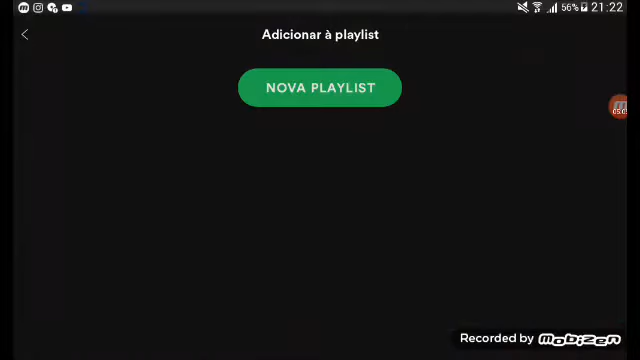 56% 21:22
Adicionar à playlist
NOVA PLAYLIST
Recorded by mobizen